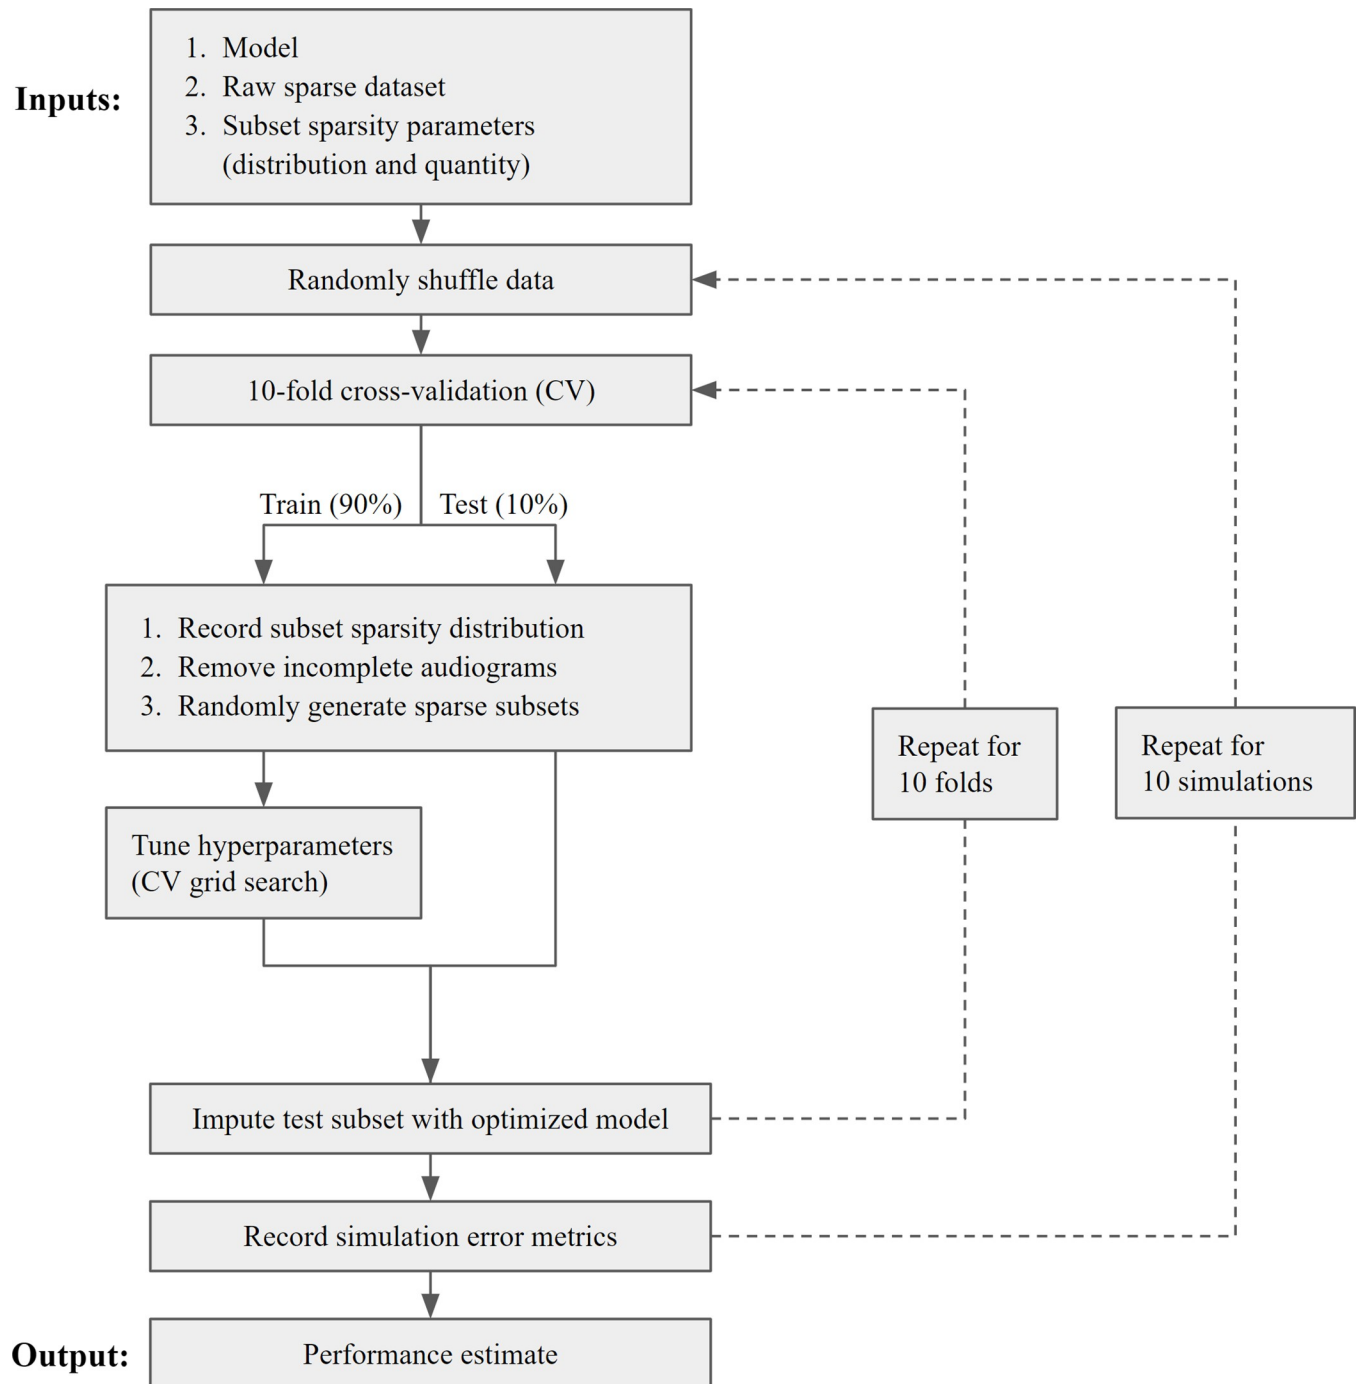 Inputs:
1. Model
2. Raw sparse dataset
3. Subset sparsity parameters
(distribution and quantity)
Randomly shuffle data
10-fold cross-validation (CV)
Train (90%) Test (10%)
1. Record subset sparsity distribution
2. Remove incomplete audiograms
3. Randomly generate sparse subsets
Repeat for
10 folds
Repeat for
10 simulations
Tune hyperparameters
(CV grid search)
Impute test subset with optimized model
Record simulation error metrics
Output:
Performance estimate